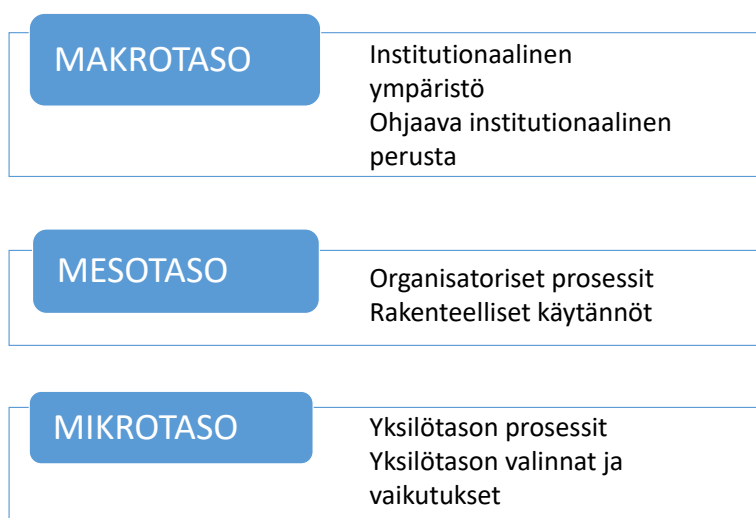 MAKROTASO
Institutionaalinen
ympäristö
Ohjaava institutionaalinen
perusta
MESOTASO
Organisatoriset prosessit
Rakenteelliset käytännöt
MIKROTASO
Yksilötason prosessit
Yksilötason valinnat ja
vaikutukset